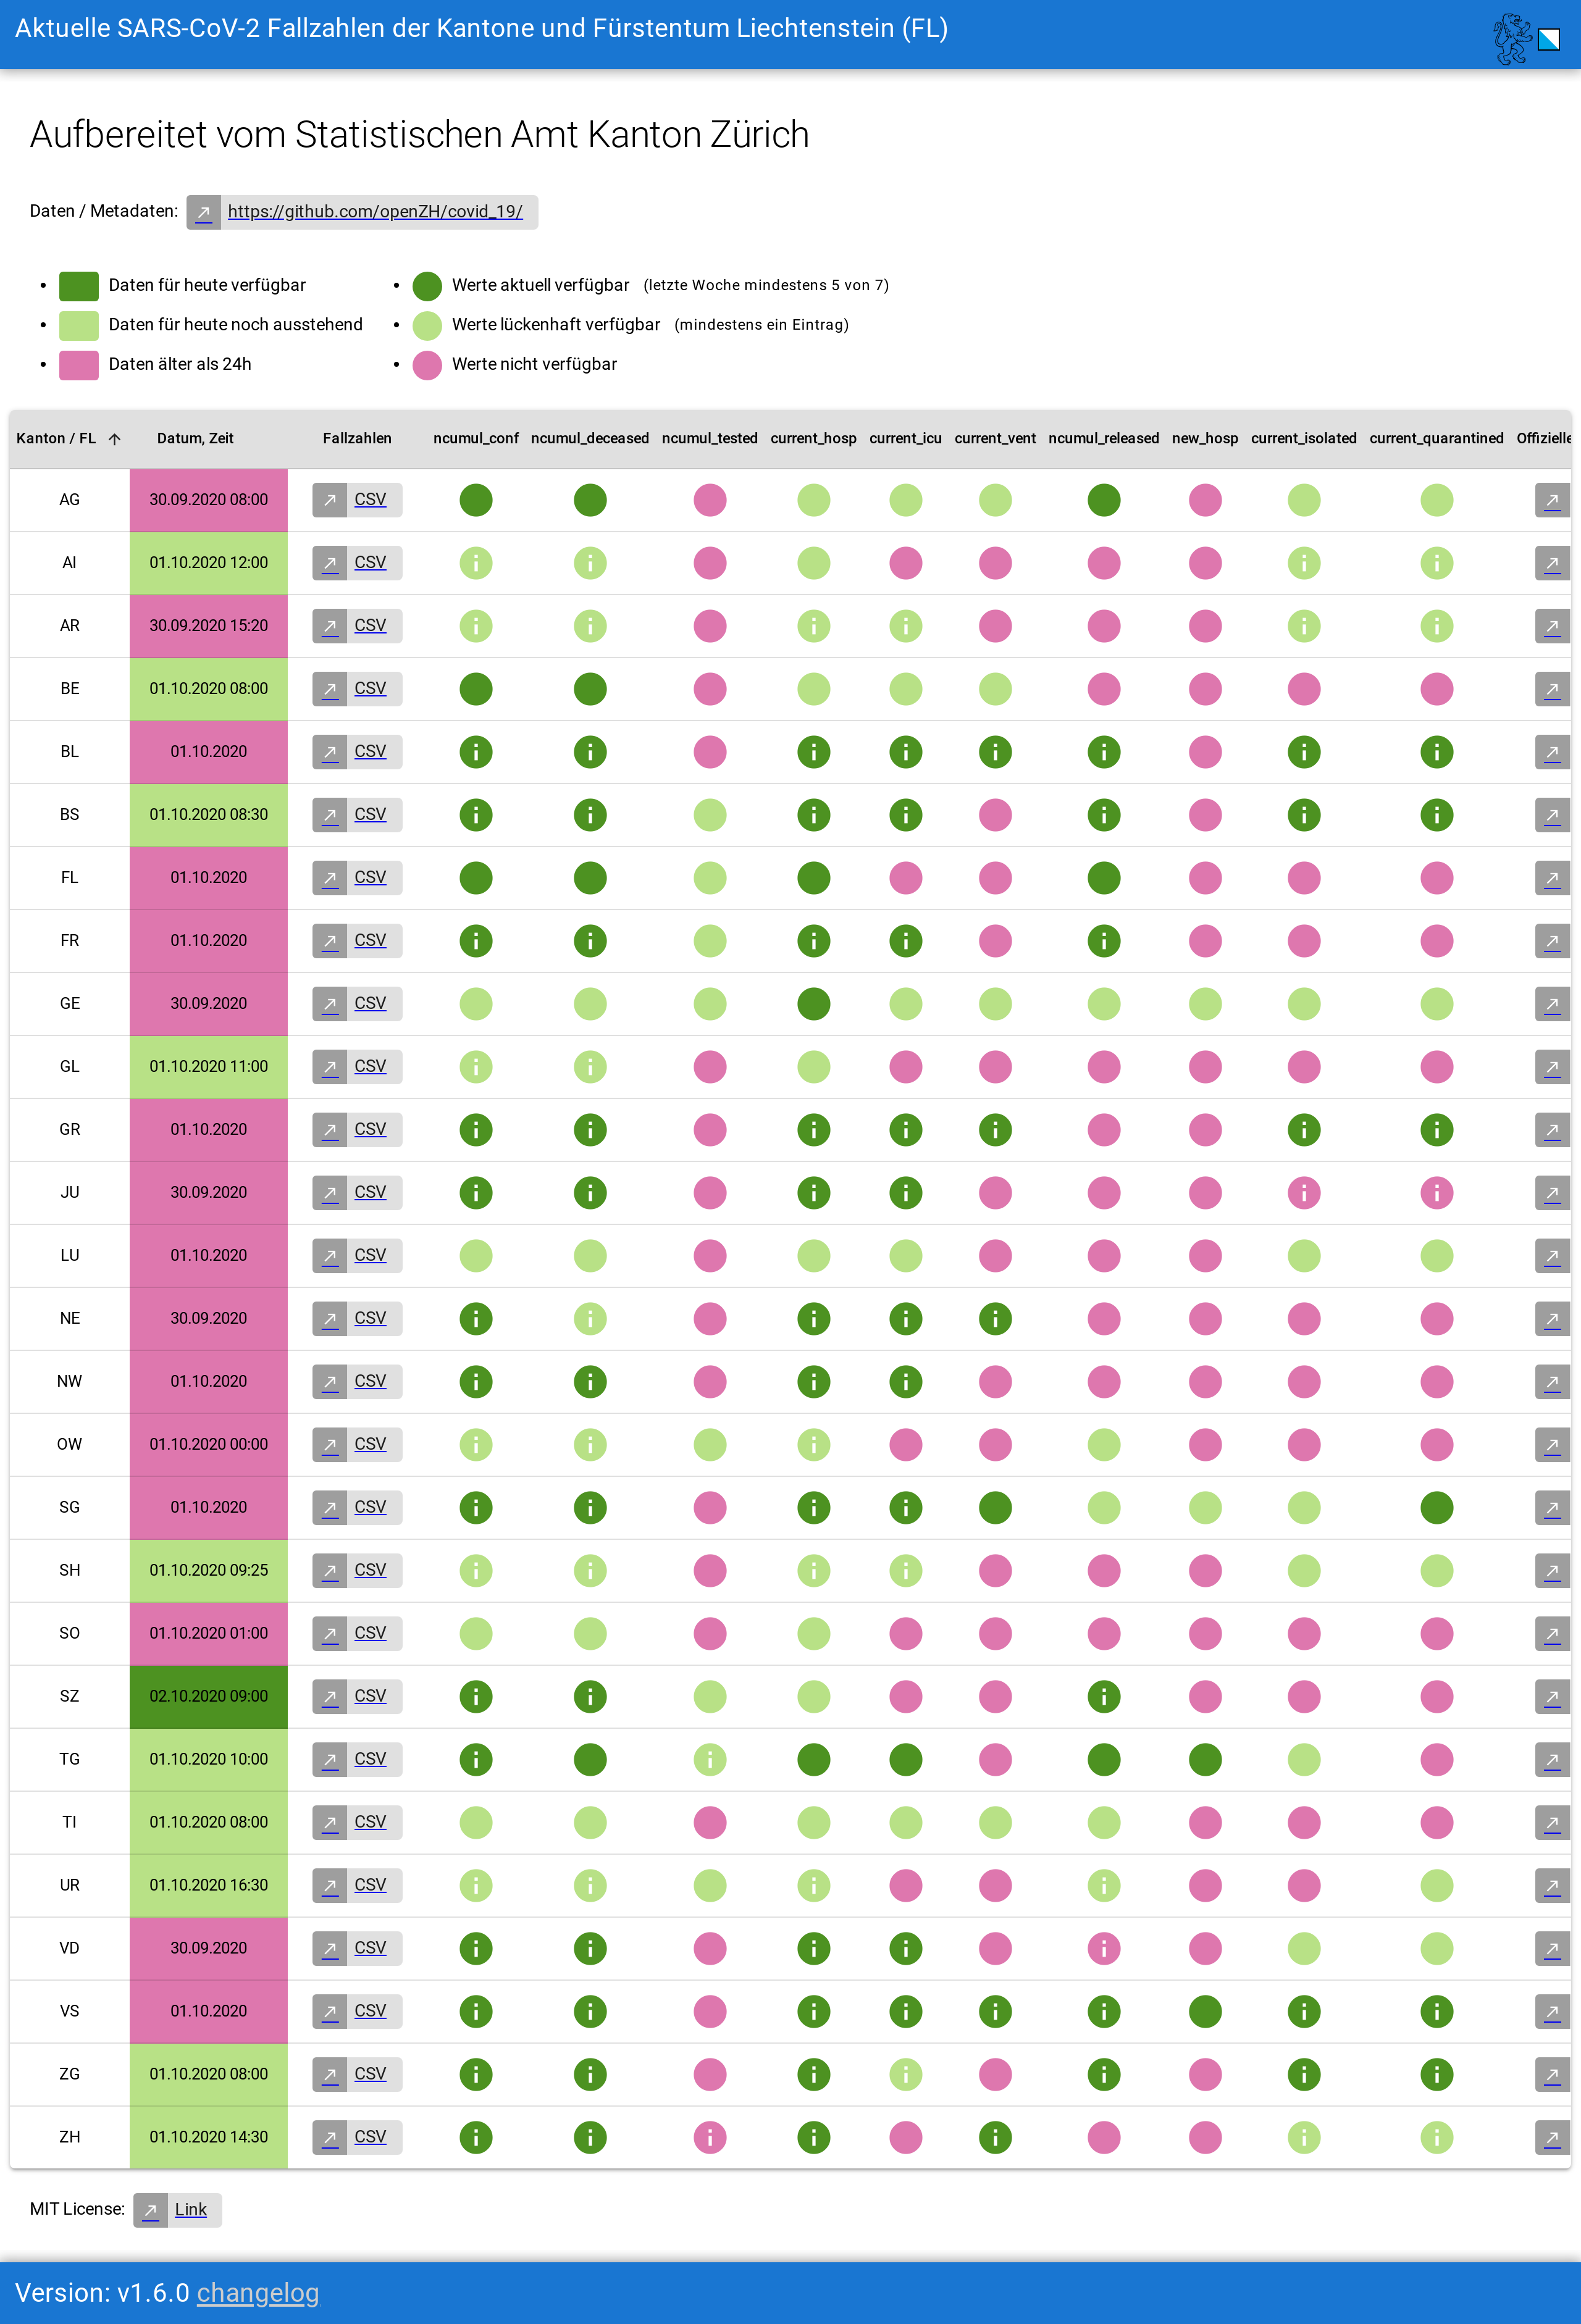 Aktuelle SARS-CoV-2 Fallzahlen der Kantone und Fürstentum Liechtenstein (FL)
Aufbereitet vom Statistischen Amt Kanton Zürich
Daten / Metadaten: https://github.com/openZH/covid_19/
Daten für heute verfügbar
Daten für heute noch ausstehend
Daten älter als 24h
Werte aktuell verfügbar (letzte Woche mindestens 5 von 7)
Werte lückenhaft verfügbar (mindestens ein Eintrag)
Werte nicht verfügbar
Kanton / FL Datum, Zeit Fallzahlen ncumul_conf ncumul_deceased ncumul_tested current_hosp current_icu current_vent ncumul_released new_hosp current_isolated current_quarantined Offizielle
AG 30.09.2020 08:00 CSV
AI 01.10.2020 12:00 CSV
AR 30.09.2020 15:20 CSV
BE 01.10.2020 08:00 CSV
BL 01.10.2020 CSV
BS 01.10.2020 08:30 CSV
FL 01.10.2020 CSV
FR 01.10.2020 CSV
GE 30.09.2020 CSV
GL 01.10.2020 11:00 CSV
GR 01.10.2020 CSV
JU 30.09.2020 CSV
LU 01.10.2020 CSV
NE 30.09.2020 CSV
NW 01.10.2020 CSV
OW 01.10.2020 00:00 CSV
SG 01.10.2020 CSV
SH 01.10.2020 09:25 CSV
SO 01.10.2020 01:00 CSV
SZ 02.10.2020 09:00 CSV
TG 01.10.2020 10:00 CSV
TI 01.10.2020 08:00 CSV
UR 01.10.2020 16:30 CSV
VD 30.09.2020 CSV
VS 01.10.2020 CSV
ZG 01.10.2020 08:00 CSV
ZH 01.10.2020 14:30 CSV
MIT License: Link
Version: v1.6.0 changelog